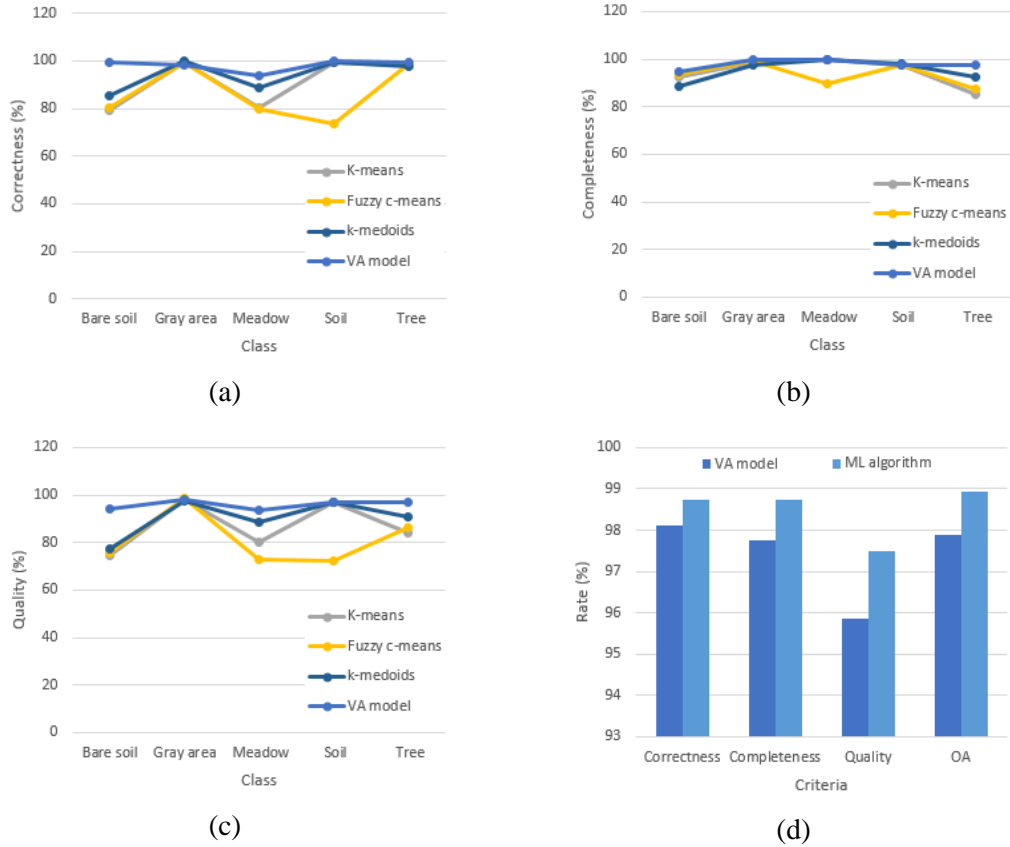 120
100
80
60
40
20
0
Correctness (%)
K-means
Fuzzy c-means
k-medoids
VA model
Bare soil Gray area Meadow Soil Tree
Class
(a)
120
100
80
60
40
20
0
Completeness (%)
K-means
Fuzzy c-means
k-medoids
VA model
Bare soil Gray area Meadow Soil Tree
Class
(b)
120
100
80
60
40
20
0
Quality (%)
K-means
Fuzzy c-means
k-medoids
VA model
Bare soil Gray area Meadow Soil Tree
Class
(c)
100
99
98
97
96
95
94
93
Rate (%)
VA model ML algorithm
Correctness Completeness Quality OA
Criteria
(d)